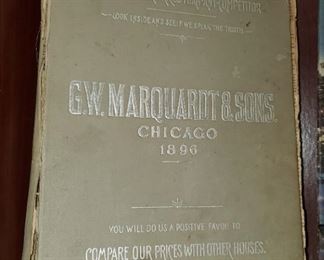 COMPETITOR
LOOK INSIDE AND SEE IF WE SPEAK THE TRUTH
G.W. MARQUARDT & SONS.
CHICAGO
1896
YOU WILL DO US A POSITIVE FAVOR TO
COMPARE OUR PRICES WITH OTHER HOUSES.